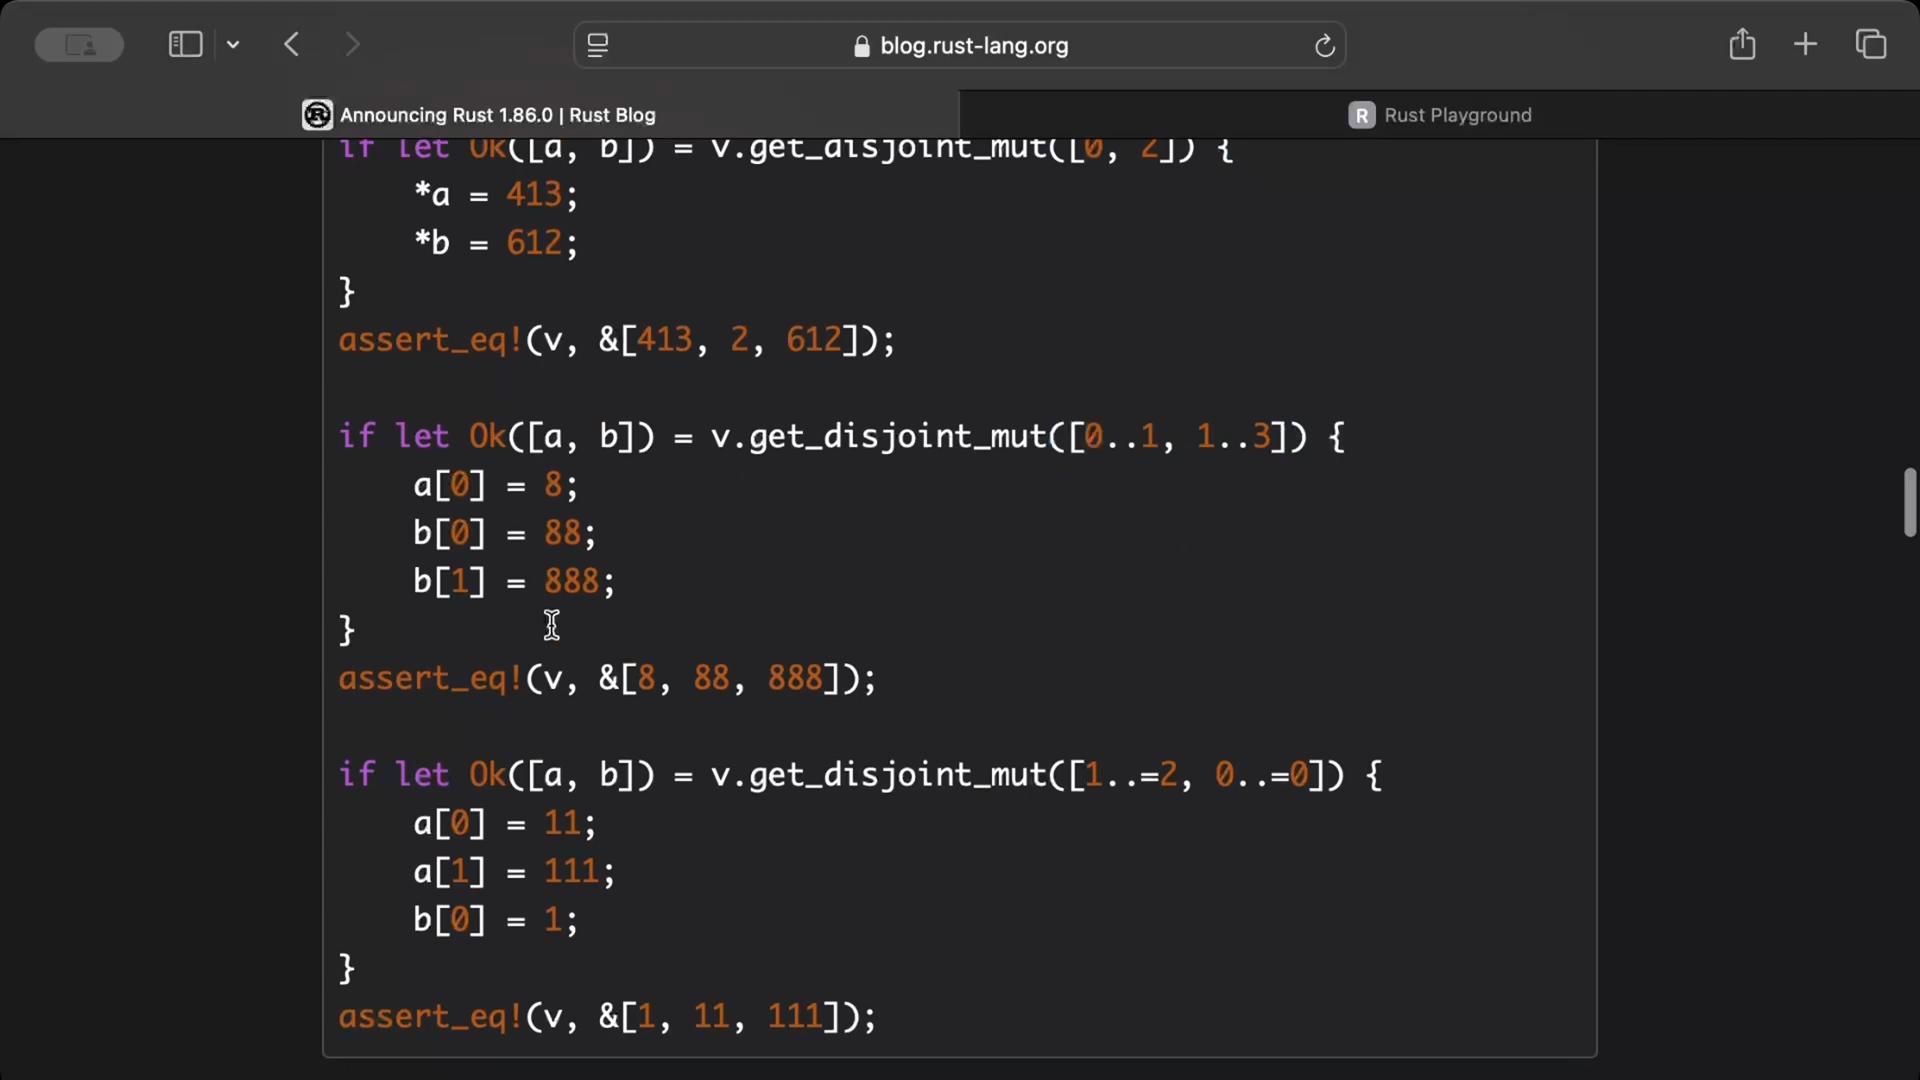 blog.rust-lang.org
Announcing Rust 1.86.0 | Rust Blog
R Rust Playground
if let Ok([a, b]) = v.get_disjoint_mut([0, 2]) {
    *a = 413;
    *b = 612;
}
assert_eq!(v, &[413, 2, 612]);
if let Ok([a, b]) = v.get_disjoint_mut([0..1, 1..3]) {
    a[0] = 8;
    b[0] = 88;
    b[1] = 888;
}
assert_eq!(v, &[8, 88, 888]);
if let Ok([a, b]) = v.get_disjoint_mut([1..=2, 0..=0]) {
    a[0] = 11;
    a[1] = 111;
    b[0] = 1;
}
assert_eq!(v, &[1, 11, 111]);